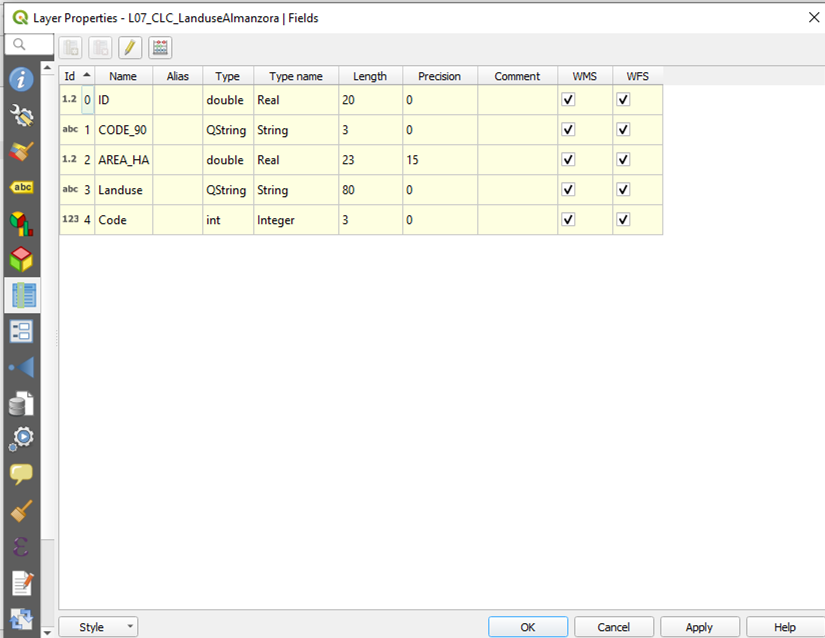 Layer Properties - L07_CLC_LanduseAlmanzora | Fields
Id Name Alias Type Type name Length Precision Comment WMS WFS
1.2 0 ID double Real 20 0
abc 1 CODE_90 QString String 3 0
1.2 2 AREA_HA double Real 23 15
abc 3 Landuse QString String 80 0
123 4 Code int Integer 3 0
abc
Style OK Cancel Apply Help